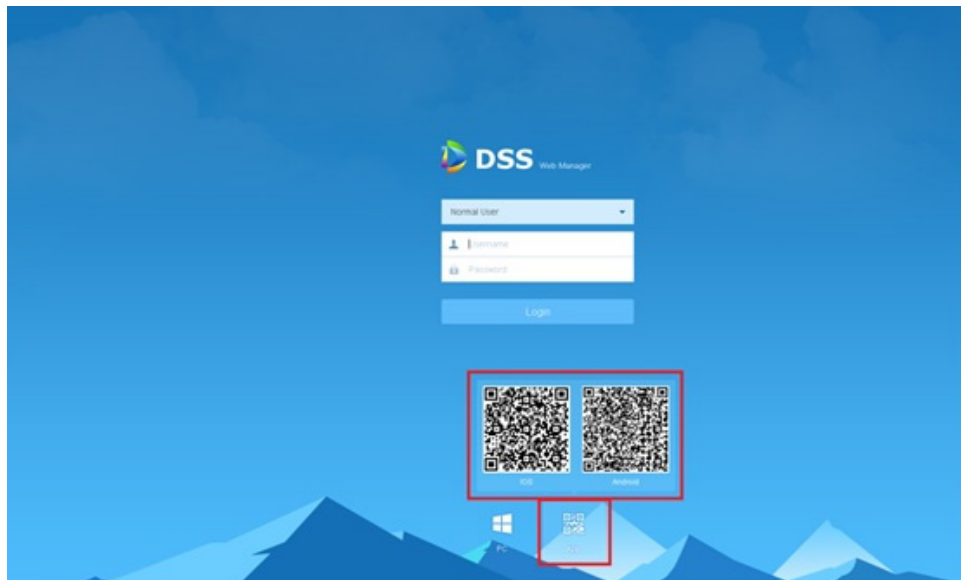 DSS Web Manager
Normal User
Username
Password
Login
IOS Android
PC